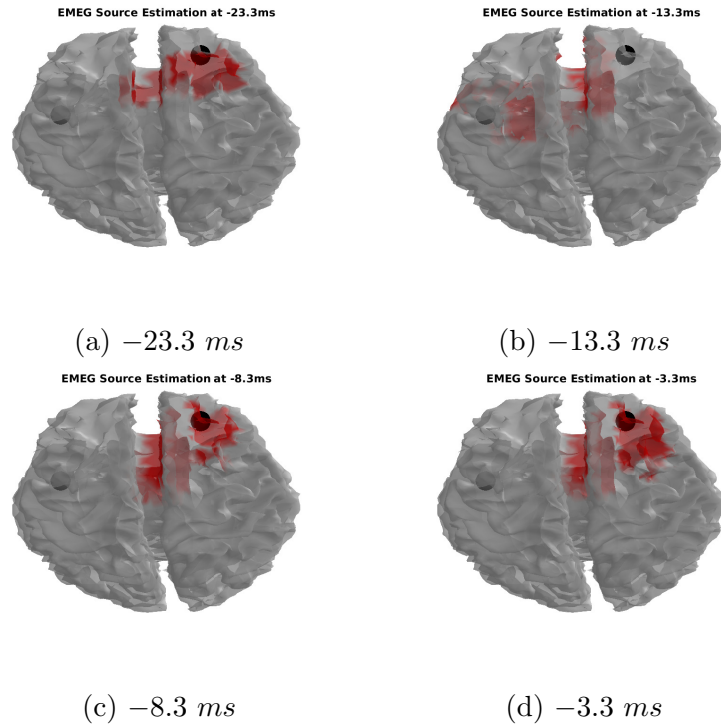 EMEG Source Estimation at -23.3ms
EMEG Source Estimation at -13.3ms
(a) −23.3 ms
(b) −13.3 ms
EMEG Source Estimation at -8.3ms
EMEG Source Estimation at -3.3ms
(c) −8.3 ms
(d) −3.3 ms